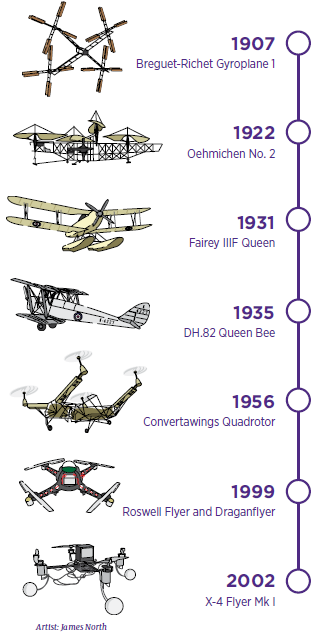 1907
Breguet-Richet Gyroplane 1
1922
Oehmichen No. 2
1931
Fairey IIIF Queen
1935
DH.82 Queen Bee
1956
Convertawings Quadrotor
1999
Roswell Flyer and Draganflyer
2002
X-4 Flyer Mk I
Artist: James North